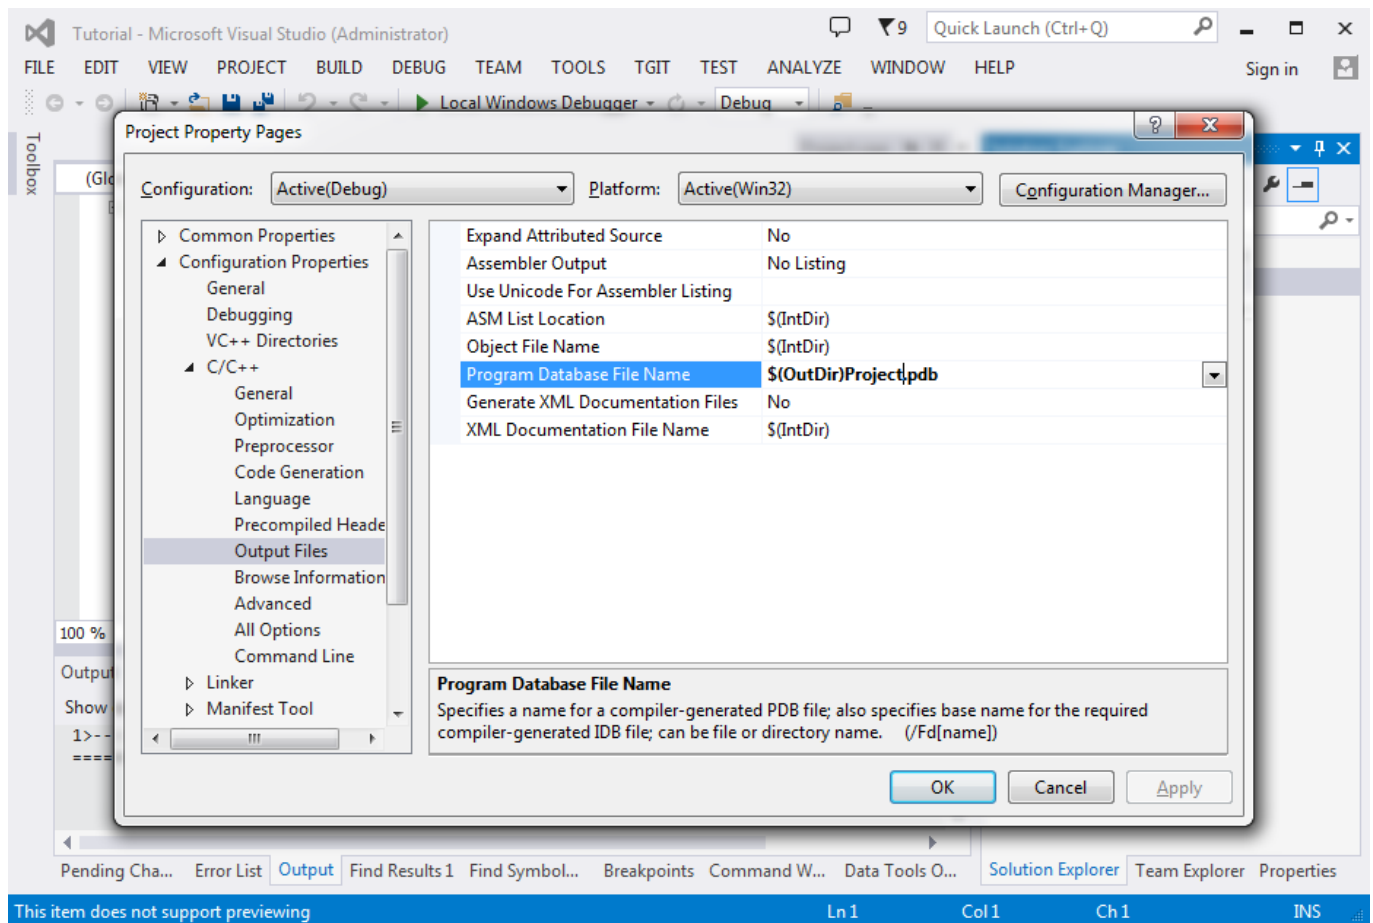 Tutorial - Microsoft Visual Studio (Administrator) 9 Quick Launch (Ctrl+Q)
FILE EDIT VIEW PROJECT BUILD DEBUG TEAM TOOLS TGIT TEST ANALYZE WINDOW HELP Sign in
Local Windows Debugger Debug
Toolbox
Project Property Pages
(Glo
Configuration: Active(Debug) Platform: Active(Win32) Configuration Manager...
Common Properties
Configuration Properties
General
Debugging
VC++ Directories
C/C++
General
Optimization
Preprocessor
Code Generation
Language
Precompiled Heade
Output Files
Browse Information
Advanced
All Options
Command Line
Linker
Manifest Tool
Expand Attributed Source No
Assembler Output No Listing
Use Unicode For Assembler Listing
ASM List Location $(IntDir)
Object File Name $(IntDir)
Program Database File Name $(OutDir)Project.pdb
Generate XML Documentation Files No
XML Documentation File Name $(IntDir)
Program Database File Name
Specifies a name for a compiler-generated PDB file; also specifies base name for the required
compiler-generated IDB file; can be file or directory name. (/Fd[name])
OK Cancel Apply
100 %
Output
Show
1>--
====
Pending Cha... Error List Output Find Results 1 Find Symbol... Breakpoints Command W... Data Tools O... Solution Explorer Team Explorer Properties
This item does not support previewing Ln 1 Col 1 Ch 1 INS